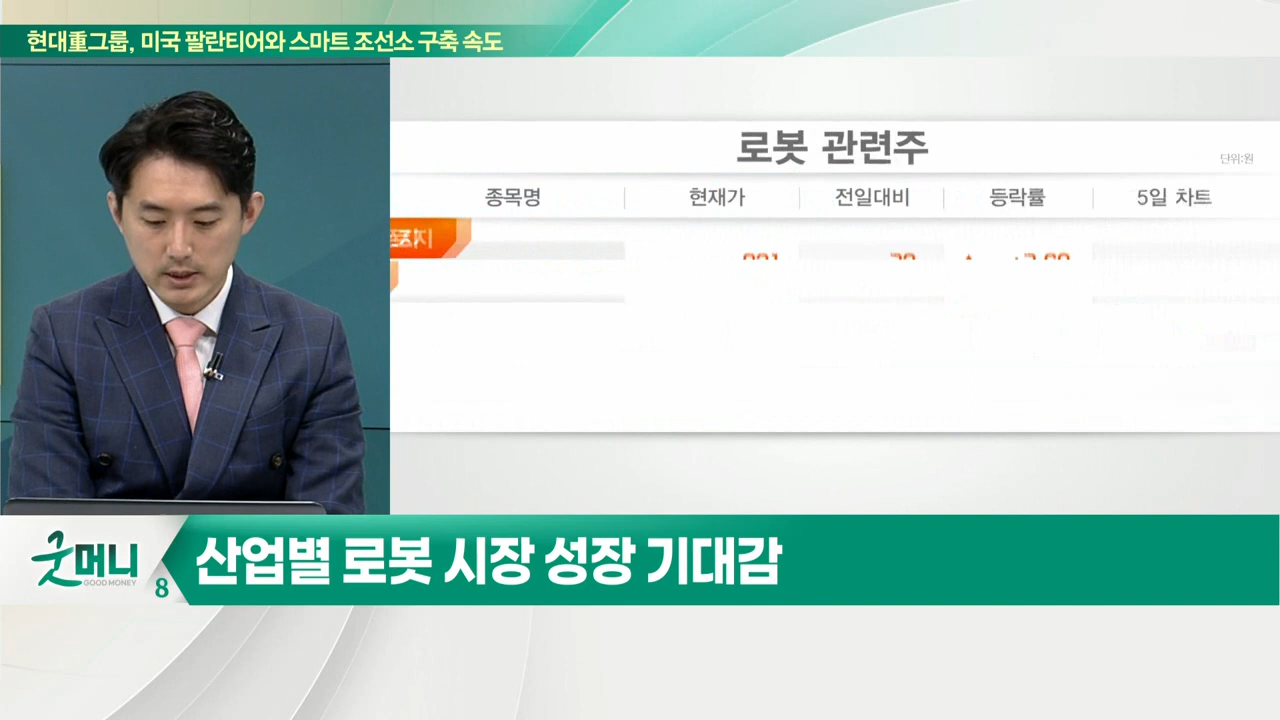 현대重그룹, 미국 팔란티어와 스마트 조선소 구축 속도
로봇 관련주
단위:원
종목명 현재가 전일대비 등락률 5일 차트
굿머니
GOOD MONEY
8
산업별 로봇 시장 성장 기대감